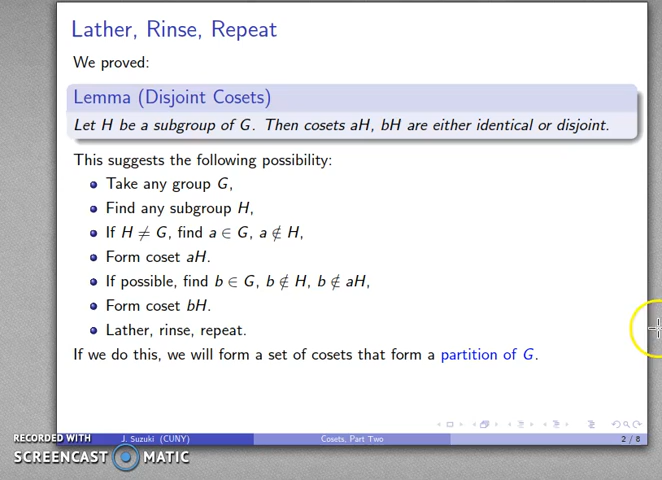 Lather, Rinse, Repeat
We proved:
Lemma (Disjoint Cosets)
Let H be a subgroup of G. Then cosets aH, bH are either identical or disjoint.
This suggests the following possibility:
Take any group G,
Find any subgroup H,
If H ≠ G, find a ∈ G, a ∉ H,
Form coset aH.
If possible, find b ∈ G, b ∉ H, b ∉ aH,
Form coset bH.
Lather, rinse, repeat.
If we do this, we will form a set of cosets that form a partition of G.
J. Suzuki (CUNY) Cosets, Part Two 2 / 8
RECORDED WITH
SCREENCAST MATIC